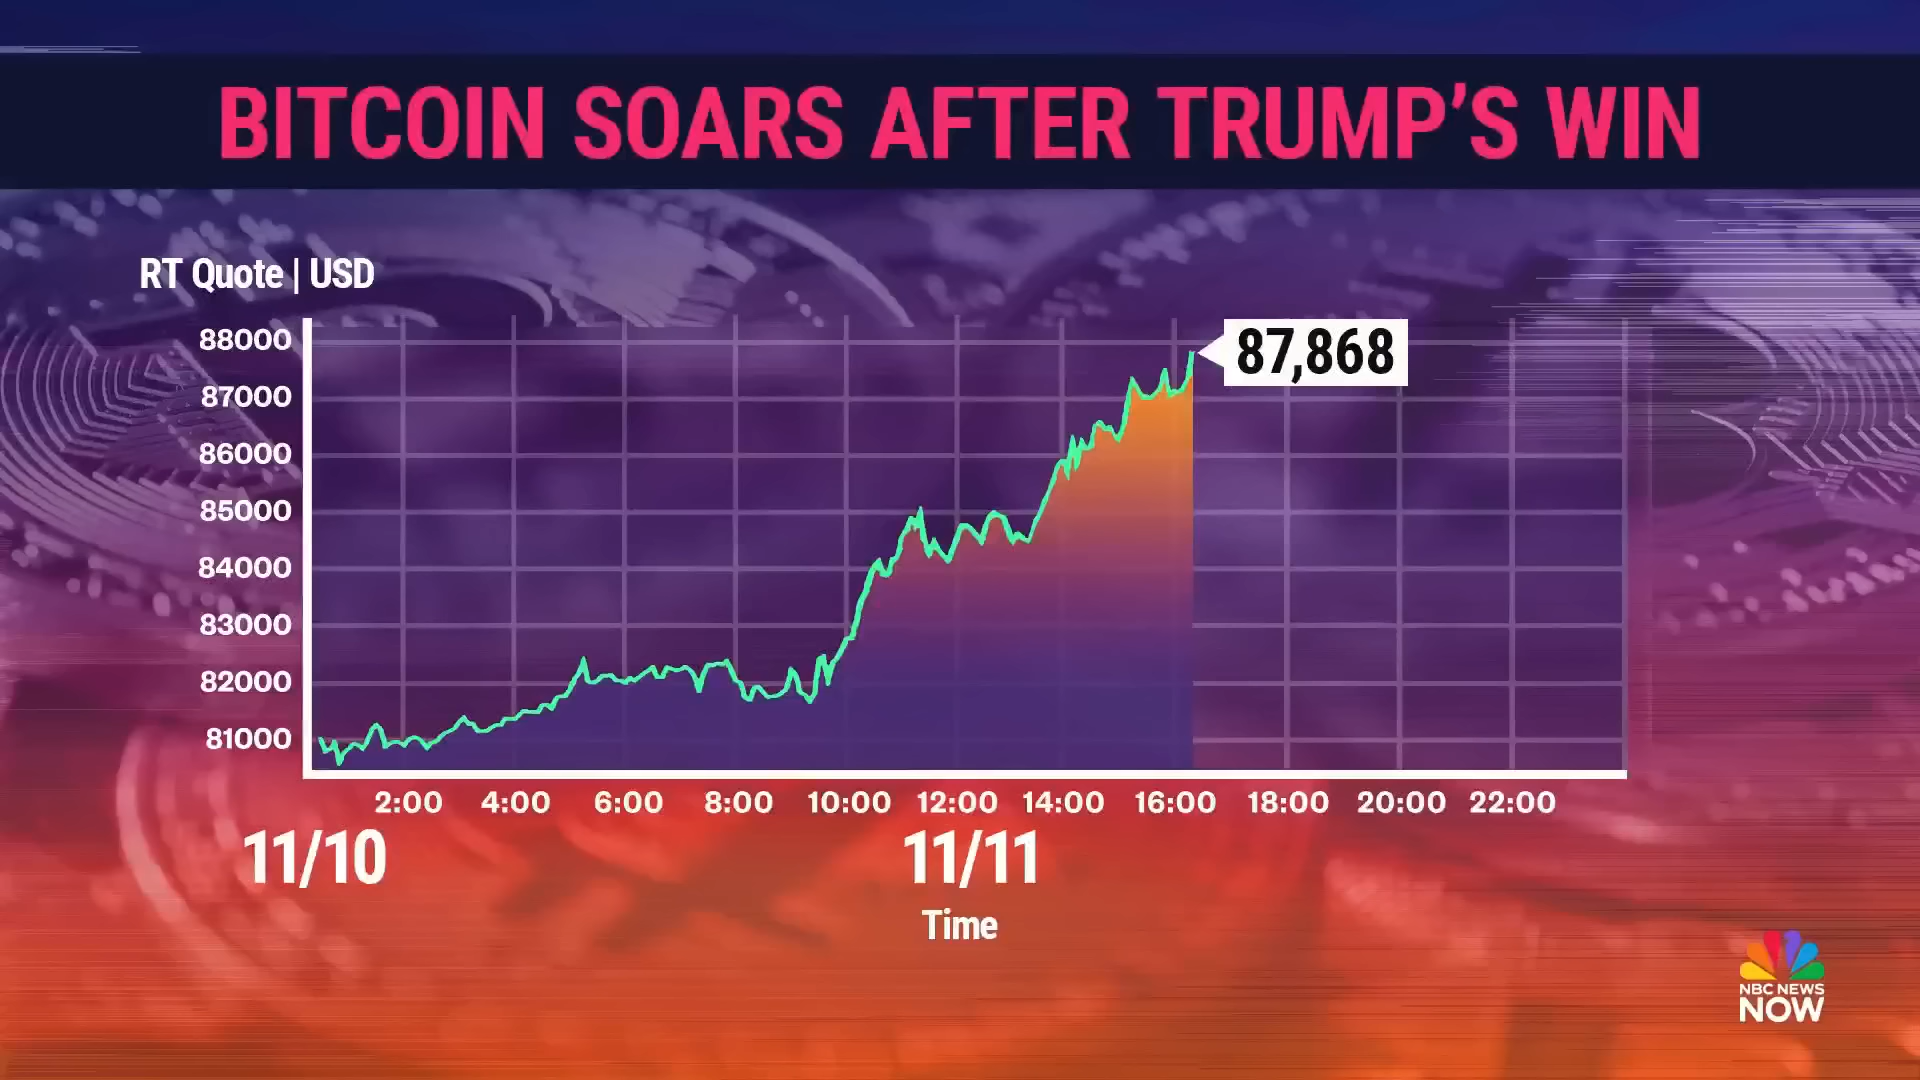 BITCOIN SOARS AFTER TRUMP'S WIN
RT Quote | USD
88000
87,868
87000
86000
85000
84000
83000
82000
81000
2:00 4:00 6:00 8:00 10:00 12:00 14:00 16:00 18:00 20:00 22:00
11/10 11/11
Time
NBC NEWS
NOW